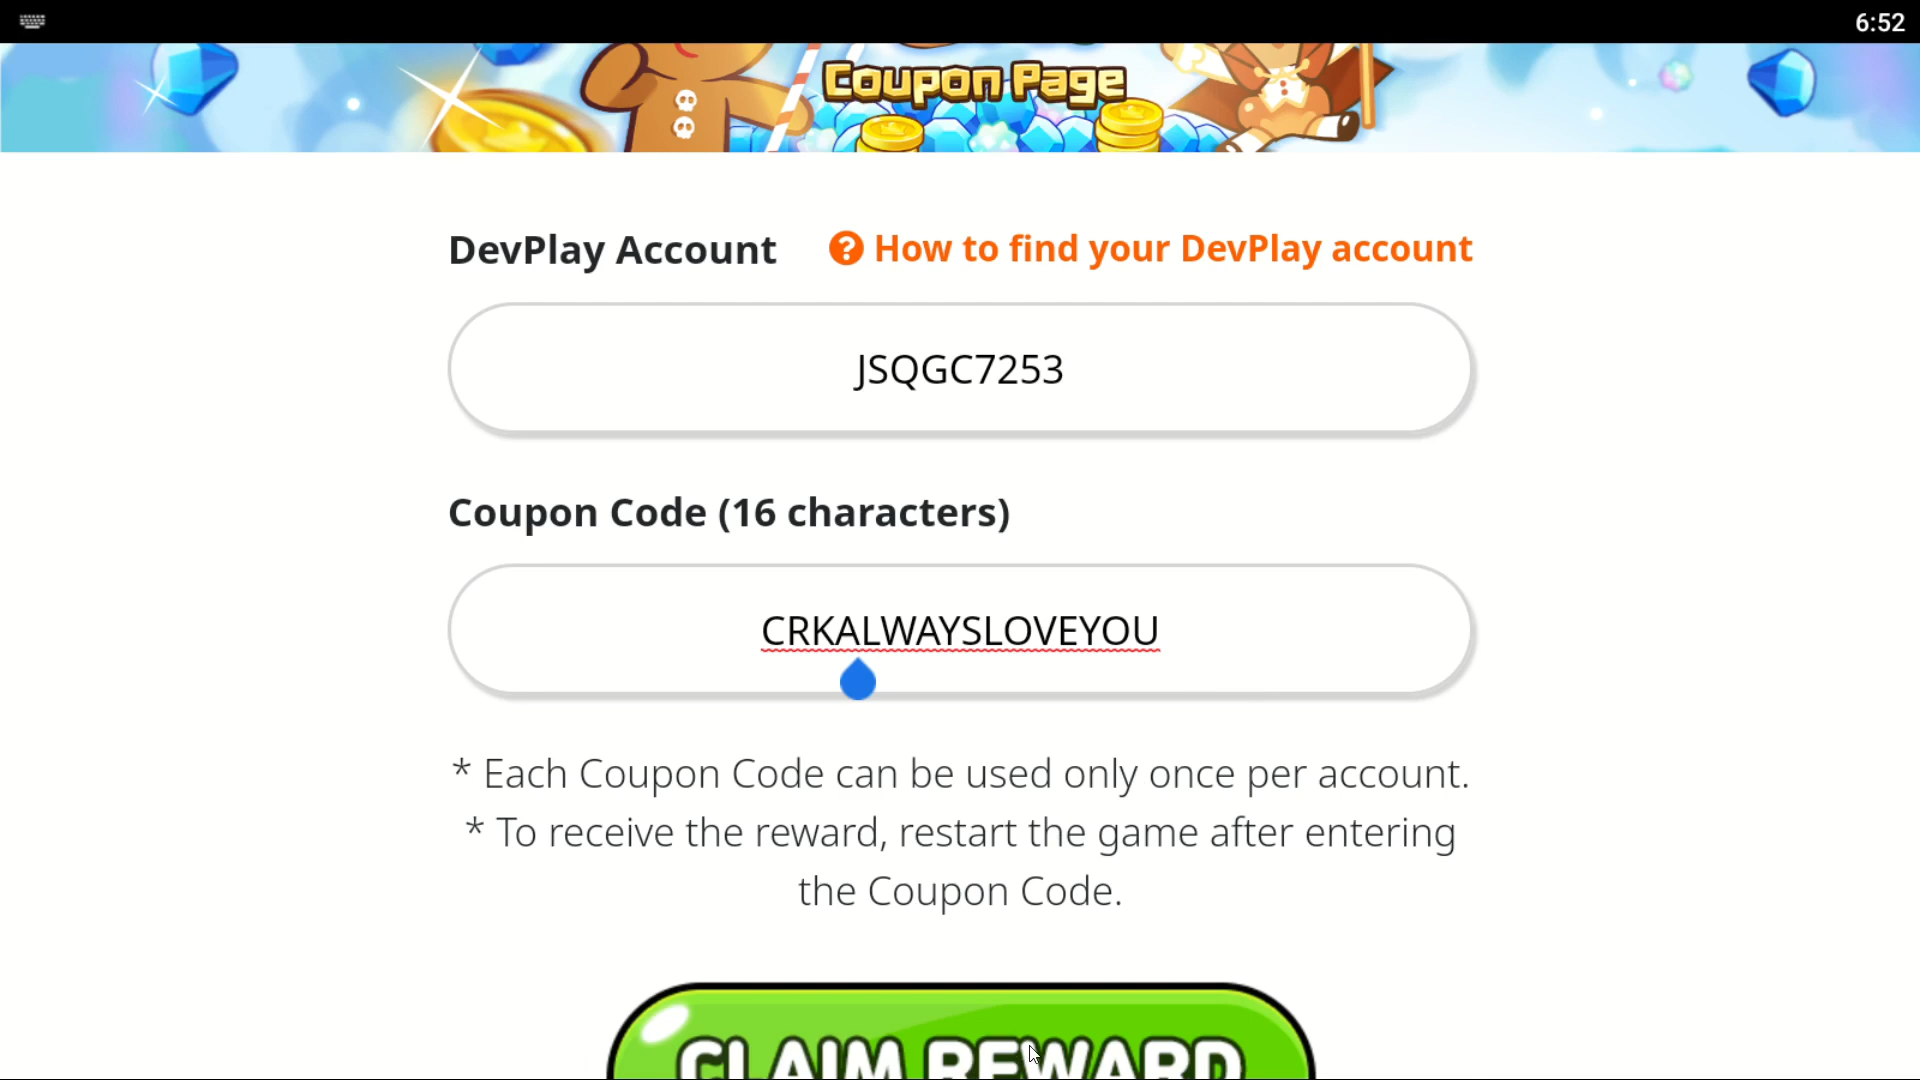 6:52
Coupon Page
DevPlay Account
? How to find your DevPlay account
JSQGC7253
Coupon Code (16 characters)
CRKALWAYSLOVEYOU
* Each Coupon Code can be used only once per account.
* To receive the reward, restart the game after entering
the Coupon Code.
CLAIM REWARD